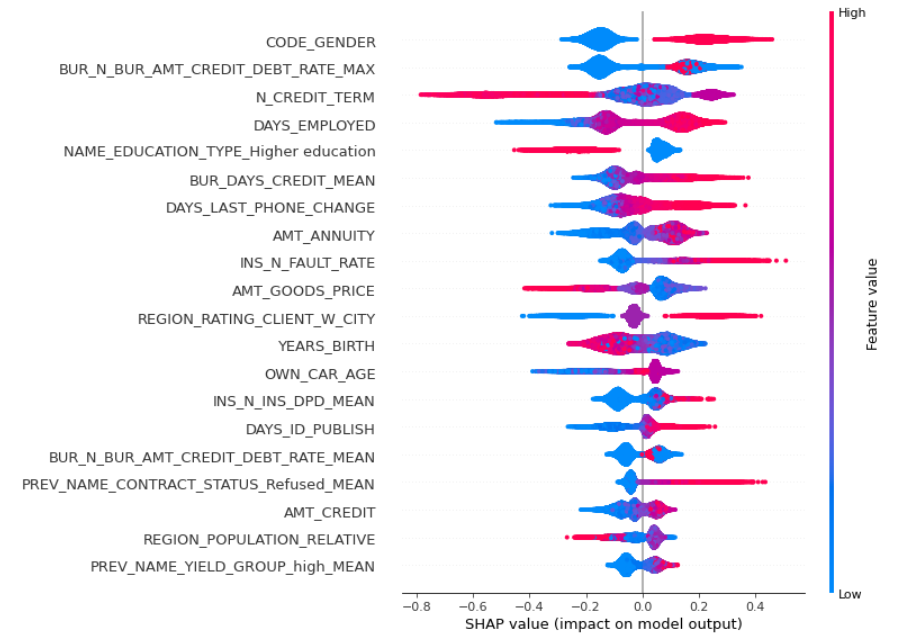 High
CODE_GENDER
BUR_N_BUR_AMT_CREDIT_DEBT_RATE_MAX
N_CREDIT_TERM
DAYS_EMPLOYED
NAME_EDUCATION_TYPE_Higher education
BUR_DAYS_CREDIT_MEAN
DAYS_LAST_PHONE_CHANGE
AMT_ANNUITY
INS_N_FAULT_RATE
AMT_GOODS_PRICE
REGION_RATING_CLIENT_W_CITY
YEARS_BIRTH
OWN_CAR_AGE
INS_N_INS_DPD_MEAN
DAYS_ID_PUBLISH
BUR_N_BUR_AMT_CREDIT_DEBT_RATE_MEAN
PREV_NAME_CONTRACT_STATUS_Refused_MEAN
AMT_CREDIT
REGION_POPULATION_RELATIVE
PREV_NAME_YIELD_GROUP_high_MEAN
Feature value
Low
−0.8 −0.6 −0.4 −0.2 0.0 0.2 0.4
SHAP value (impact on model output)